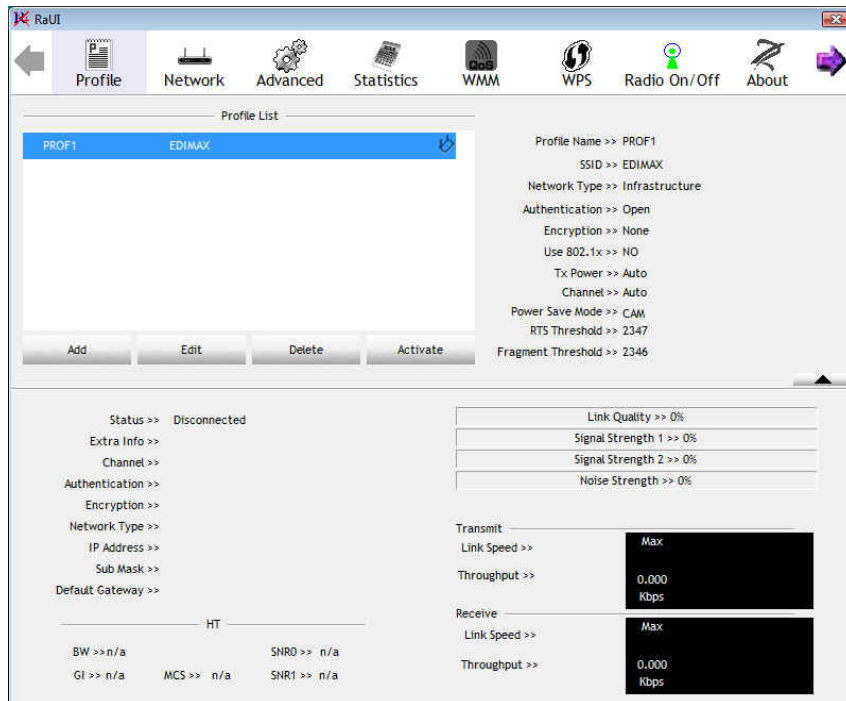 RaUI
Profile Network Advanced Statistics QoS WMM WPS Radio On/Off About
Profile List
PROF1 EDIMAX
Add Edit Delete Activate
Profile Name >> PROF1
SSID >> EDIMAX
Network Type >> Infrastructure
Authentication >> Open
Encryption >> None
Use 802.1x >> NO
Tx Power >> Auto
Channel >> Auto
Power Save Mode >> CAM
RTS Threshold >> 2347
Fragment Threshold >> 2346
Status >> Disconnected
Extra Info >>
Channel >>
Authentication >>
Encryption >>
Network Type >>
IP Address >>
Sub Mask >>
Default Gateway >>
HT
BW >>n/a SNR0 >> n/a
GI >> n/a MCS >> n/a SNR1 >> n/a
Link Quality >> 0%
Signal Strength 1 >> 0%
Signal Strength 2 >> 0%
Noise Strength >> 0%
Transmit
Link Speed >> Max
Throughput >> 0.000
Kbps
Receive
Link Speed >> Max
Throughput >> 0.000
Kbps